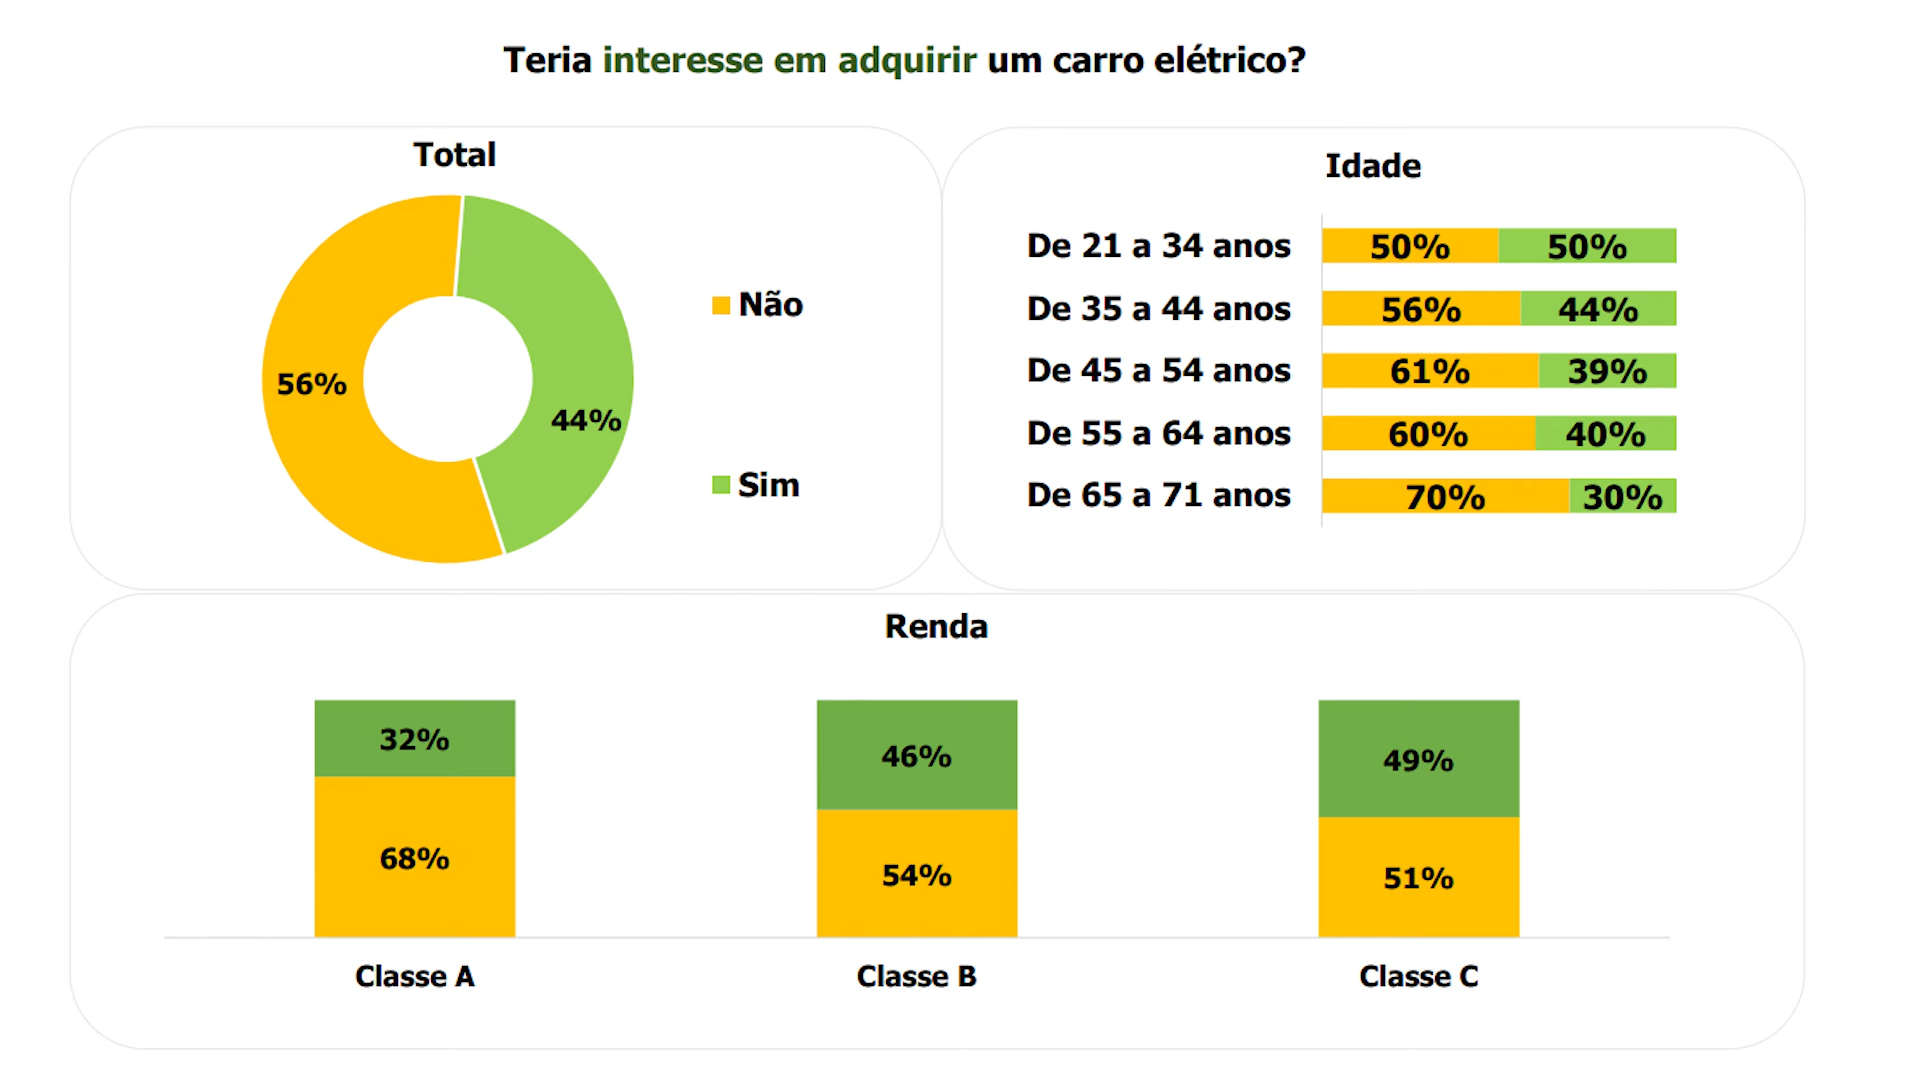 Teria interesse em adquirir um carro elétrico?
Total
56%
44%
Não
Sim
Idade
De 21 a 34 anos 50% 50%
De 35 a 44 anos 56% 44%
De 45 a 54 anos 61% 39%
De 55 a 64 anos 60% 40%
De 65 a 71 anos 70% 30%
Renda
32% 46% 49%
68% 54% 51%
Classe A Classe B Classe C